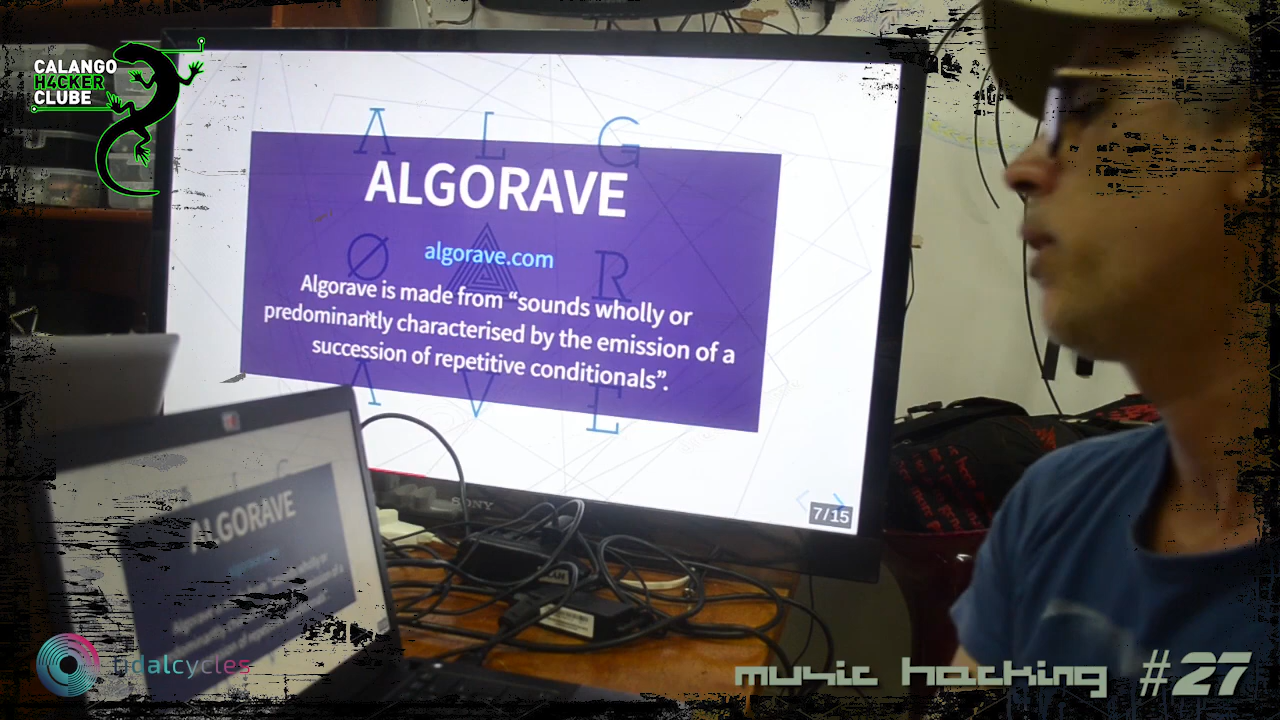 CALANGO
H4CKER
CLUBE
A L G
ALGORAVE
Ø A R
algorave.com
Algorave is made from “sounds wholly or
predominantly characterised by the emission of a
succession of repetitive conditionals”.
A V E
7/15
SONY
ALGORAVE
tidalcycles
music hacking #27